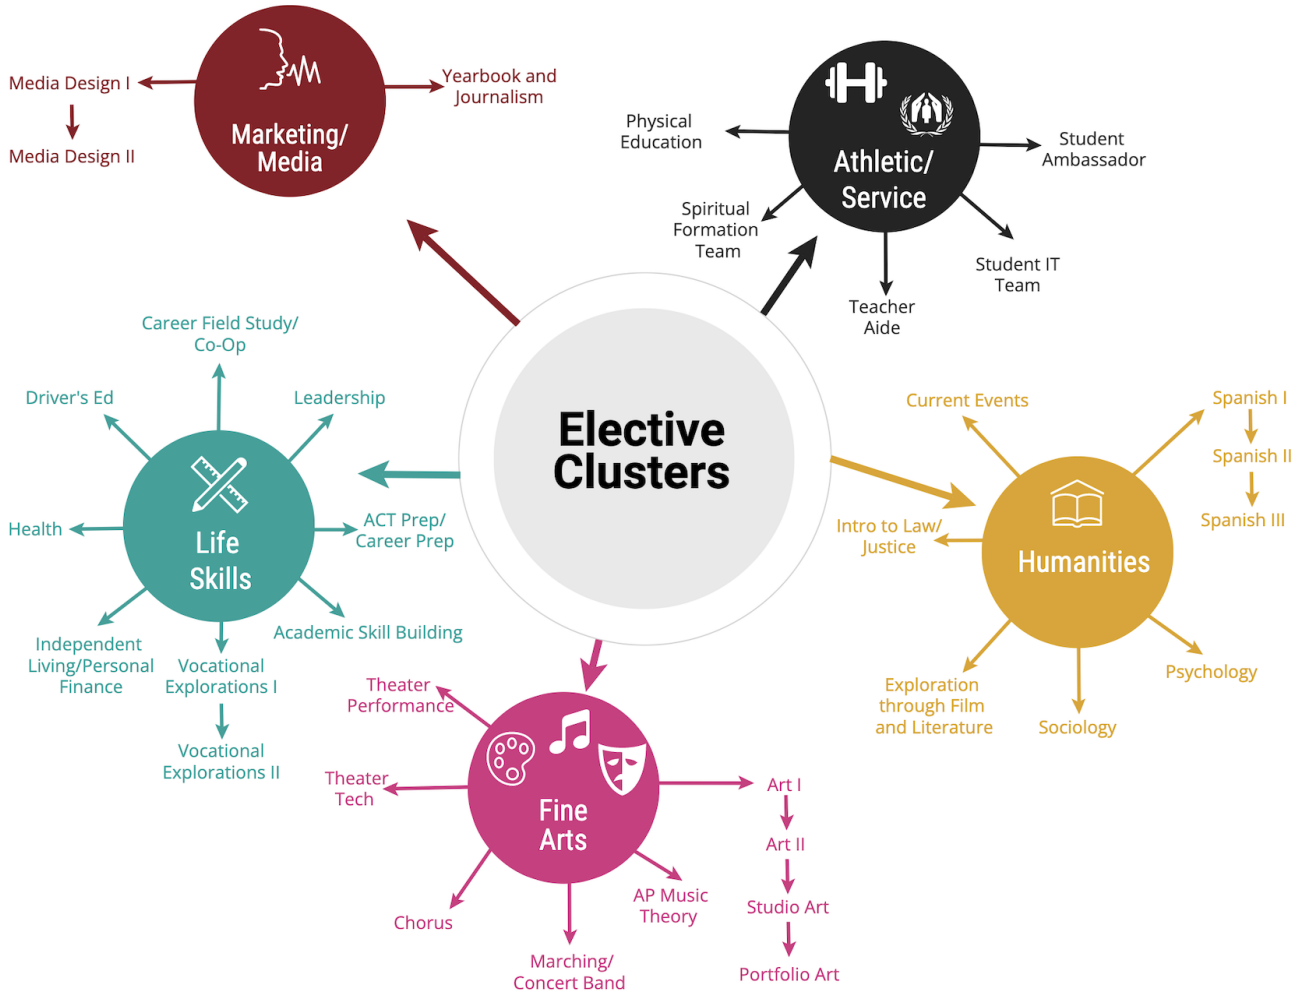 Marketing/
Media
Media Design I
Media Design II
Yearbook and
Journalism
Athletic/
Service
Physical
Education
Spiritual
Formation
Team
Teacher
Aide
Student IT
Team
Student
Ambassador
Elective
Clusters
Life
Skills
Career Field Study/
Co-Op
Driver's Ed
Leadership
Health
ACT Prep/
Career Prep
Independent
Living/Personal
Finance
Vocational
Explorations I
Vocational
Explorations II
Academic Skill Building
Humanities
Current Events
Spanish I
Spanish II
Spanish III
Intro to Law/
Justice
Exploration
through Film
and Literature
Sociology
Psychology
Fine
Arts
Theater
Performance
Theater
Tech
Chorus
Marching/
Concert Band
AP Music
Theory
Art I
Art II
Studio Art
Portfolio Art